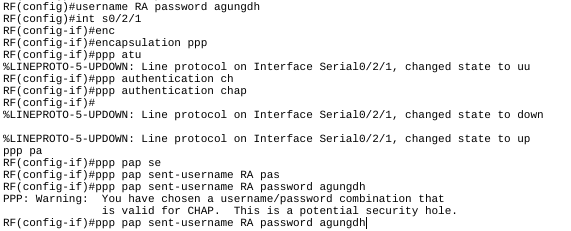 RF(config)#username RA password agungdh
RF(config)#int s0/2/1
RF(config-if)#enc
RF(config-if)#encapsulation ppp
RF(config-if)#ppp atu
%LINEPROTO-5-UPDOWN: Line protocol on Interface Serial0/2/1, changed state to uu
RF(config-if)#ppp authentication ch
RF(config-if)#ppp authentication chap
RF(config-if)#
%LINEPROTO-5-UPDOWN: Line protocol on Interface Serial0/2/1, changed state to down
%LINEPROTO-5-UPDOWN: Line protocol on Interface Serial0/2/1, changed state to up
ppp pa
RF(config-if)#ppp pap se
RF(config-if)#ppp pap sent-username RA pas
RF(config-if)#ppp pap sent-username RA password agungdh
PPP: Warning:  You have chosen a username/password combination that
is valid for CHAP.  This is a potential security hole.
RF(config-if)#ppp pap sent-username RA password agungdh